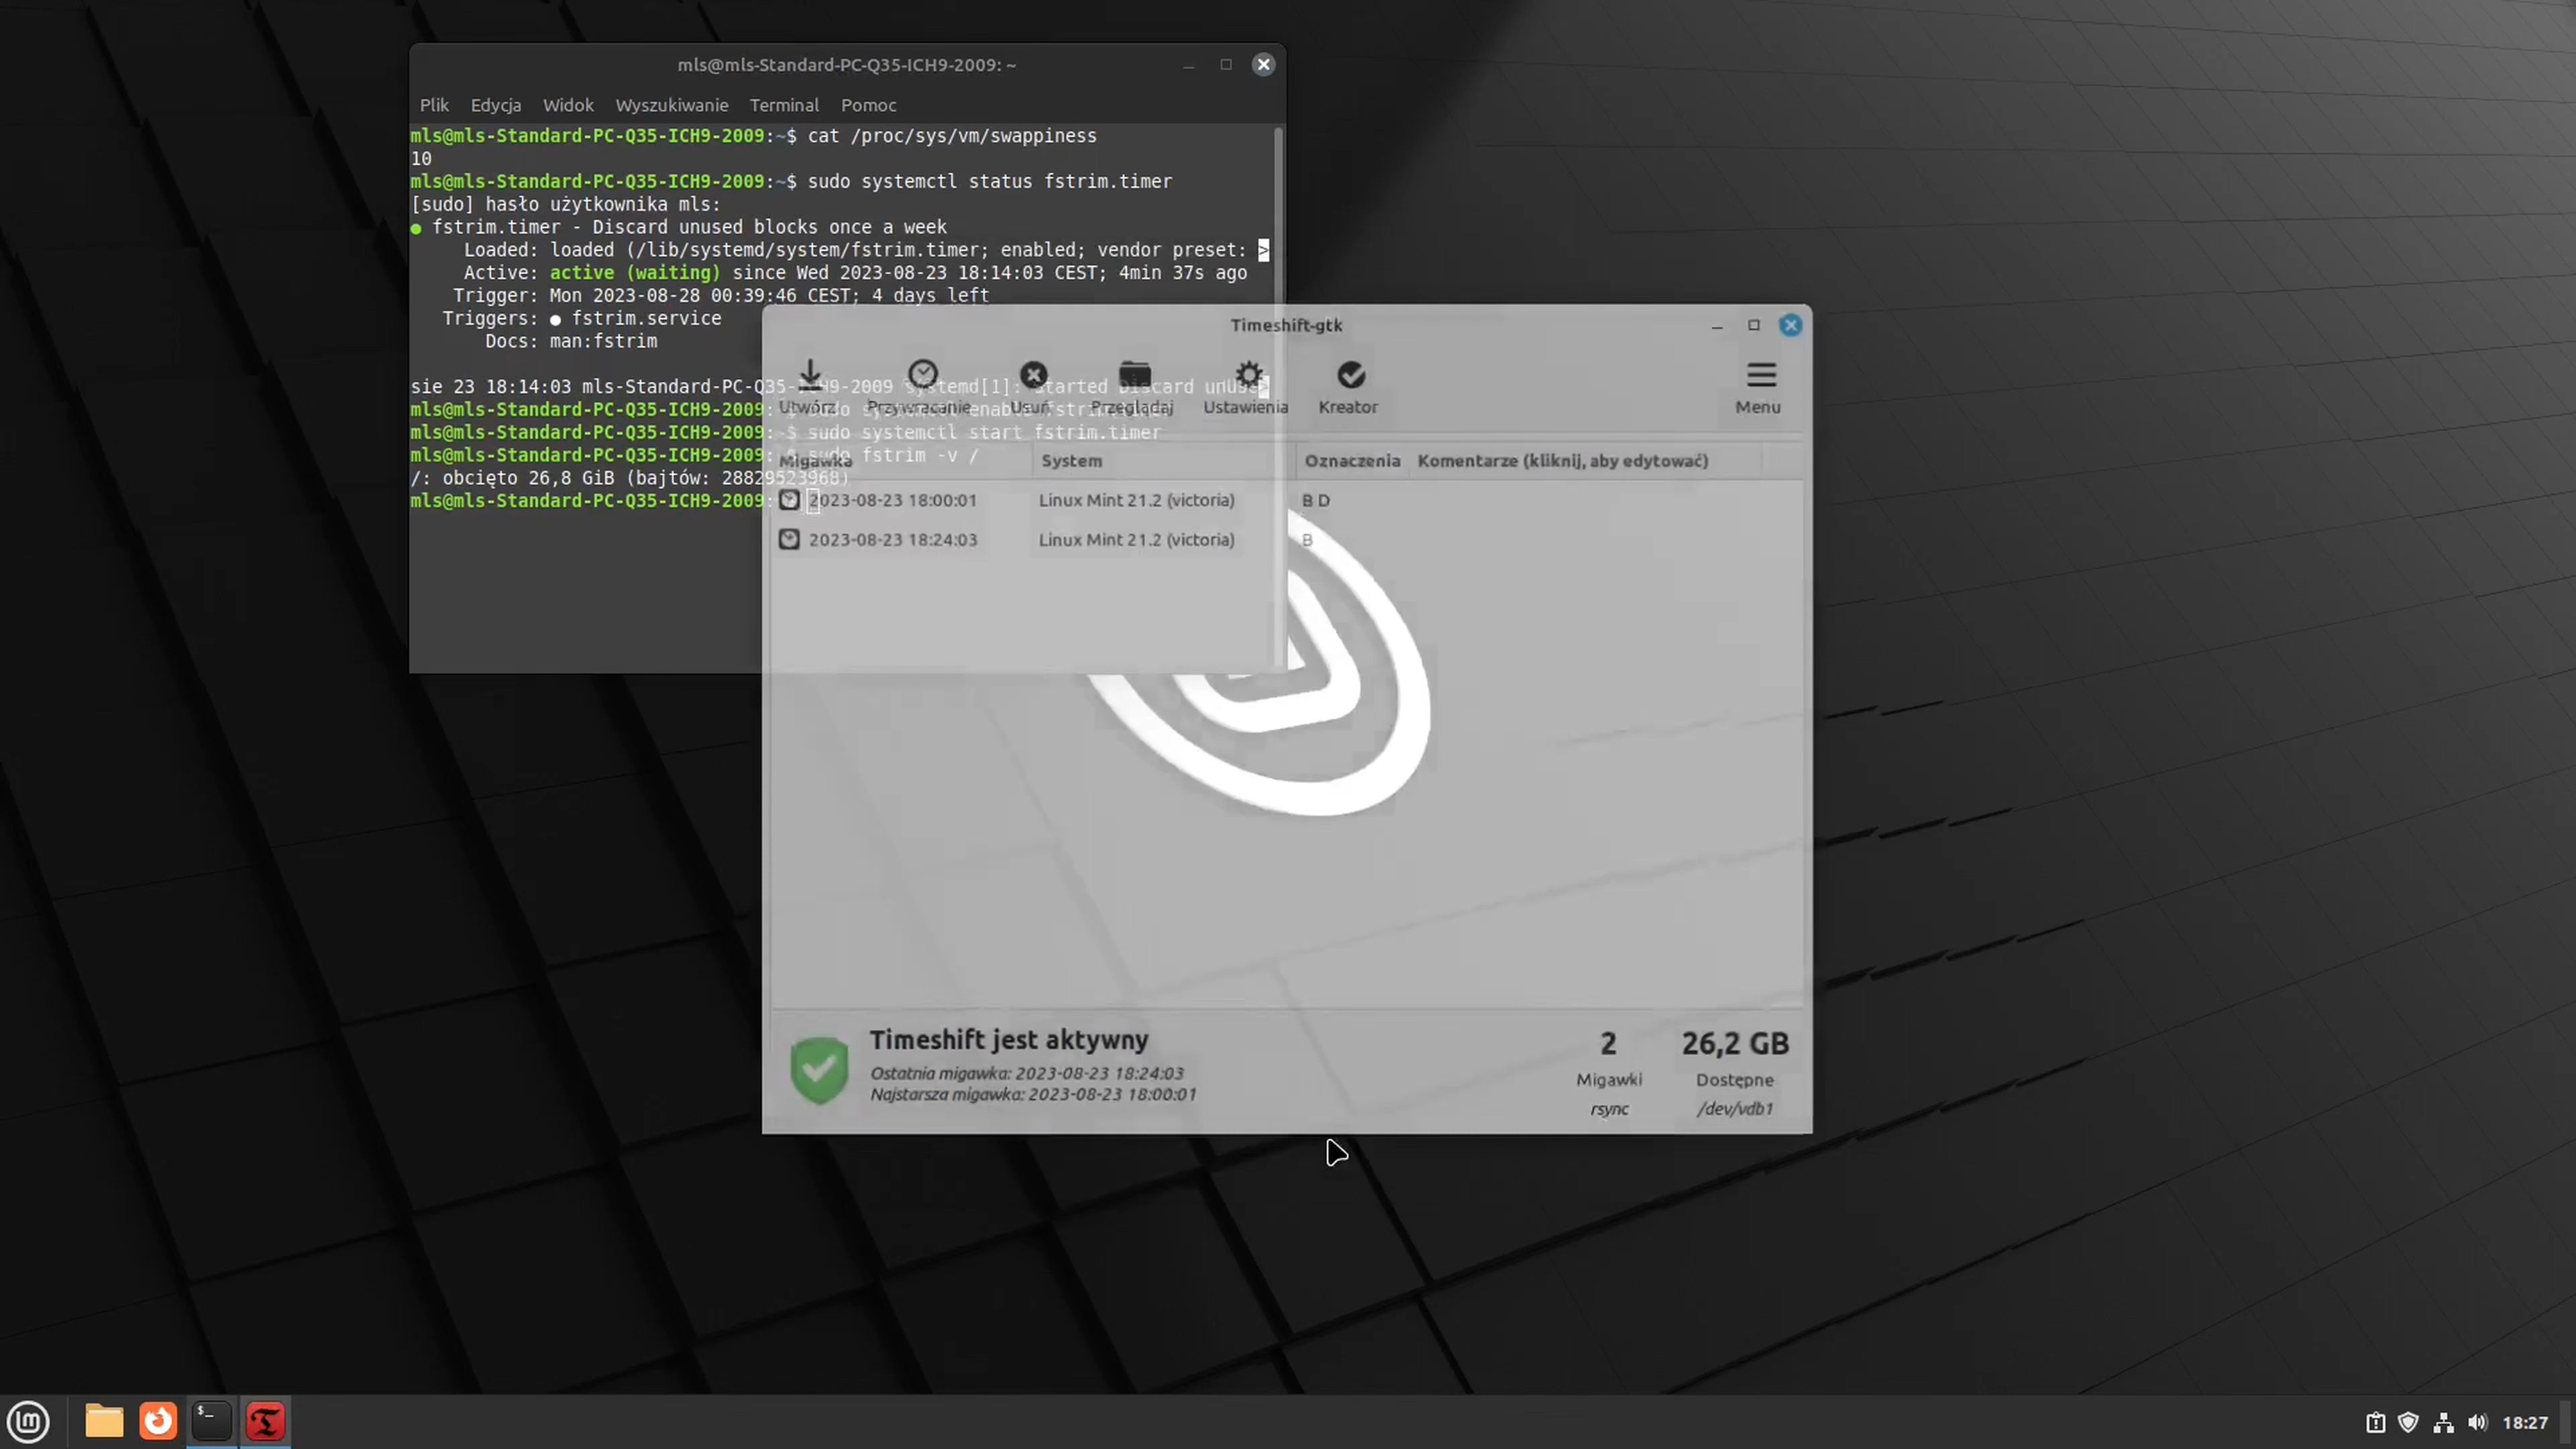 mls@mls-Standard-PC-Q35-ICH9-2009: ~
Plik Edycja Widok Wyszukiwanie Terminal Pomoc
mls@mls-Standard-PC-Q35-ICH9-2009:~$ cat /proc/sys/vm/swappiness
10
mls@mls-Standard-PC-Q35-ICH9-2009:~$ sudo systemctl status fstrim.timer
[sudo] hasło użytkownika mls:
● fstrim.timer - Discard unused blocks once a week
Loaded: loaded (/lib/systemd/system/fstrim.timer; enabled; vendor preset: >
Active: active (waiting) since Wed 2023-08-23 18:14:03 CEST; 4min 37s ago
Trigger: Mon 2023-08-28 00:39:46 CEST; 4 days left
Triggers: ● fstrim.service
Docs: man:fstrim
sie 23 18:14:03 mls-Standard-PC-Q35-ICH9-2009 systemd[1]: Started Discard unuse>
mls@mls-Standard-PC-Q35-ICH9-2009:~$ sudo systemctl enable fstrim.timer
mls@mls-Standard-PC-Q35-ICH9-2009:~$ sudo systemctl start fstrim.timer
mls@mls-Standard-PC-Q35-ICH9-2009:~$ sudo fstrim -v /
/: obcięto 26,8 GiB (bajtów: 28829523968)
mls@mls-Standard-PC-Q35-ICH9-2009:
Timeshift-gtk
Utwórz Przywracanie Usuń Przeglądaj Ustawienia Kreator Menu
Migawka System Oznaczenia Komentarze (kliknij, aby edytować)
2023-08-23 18:00:01 Linux Mint 21.2 (victoria) B D
2023-08-23 18:24:03 Linux Mint 21.2 (victoria) B
Timeshift jest aktywny
Ostatnia migawka: 2023-08-23 18:24:03
Najstarsza migawka: 2023-08-23 18:00:01
2
Migawki
rsync
26,2 GB
Dostępne
/dev/vdb1
18:27